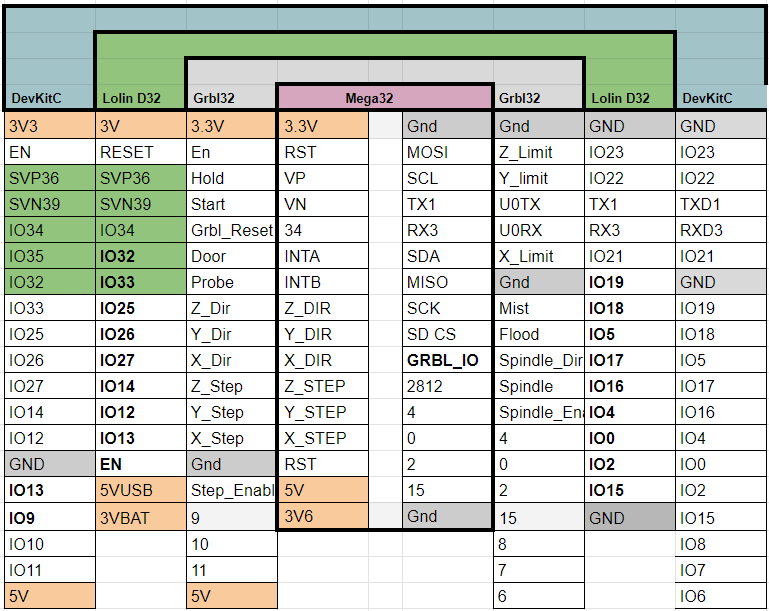 DevKitC Lolin D32 Grbl32 Mega32 Grbl32 Lolin D32 DevKitC
3V3 3V 3.3V 3.3V Gnd Gnd GND GND
EN RESET En RST MOSI Z_Limit IO23 IO23
SVP36 SVP36 Hold VP SCL Y_limit IO22 IO22
SVN39 SVN39 Start VN TX1 U0TX TX1 TXD1
IO34 IO34 Grbl_Reset 34 RX3 U0RX RX3 RXD3
IO35 IO32 Door INTA SDA X_Limit IO21 IO21
IO32 IO33 Probe INTB MISO Gnd IO19 GND
IO33 IO25 Z_Dir Z_DIR SCK Mist IO18 IO19
IO25 IO26 Y_Dir Y_DIR SD CS Flood IO5 IO18
IO26 IO27 X_Dir X_DIR GRBL_IO Spindle_Dir IO17 IO5
IO27 IO14 Z_Step Z_STEP 2812 Spindle IO16 IO17
IO14 IO12 Y_Step Y_STEP 4 Spindle_Ena IO4 IO16
IO12 IO13 X_Step X_STEP 0 4 IO0 IO4
GND EN Gnd RST 2 0 IO2 IO0
IO13 5VUSB Step_Enabl 5V 15 2 IO15 IO2
IO9 3VBAT 9 3V6 Gnd 15 GND IO15
IO10 10 8 IO8
IO11 11 7 IO7
5V 5V 6 IO6